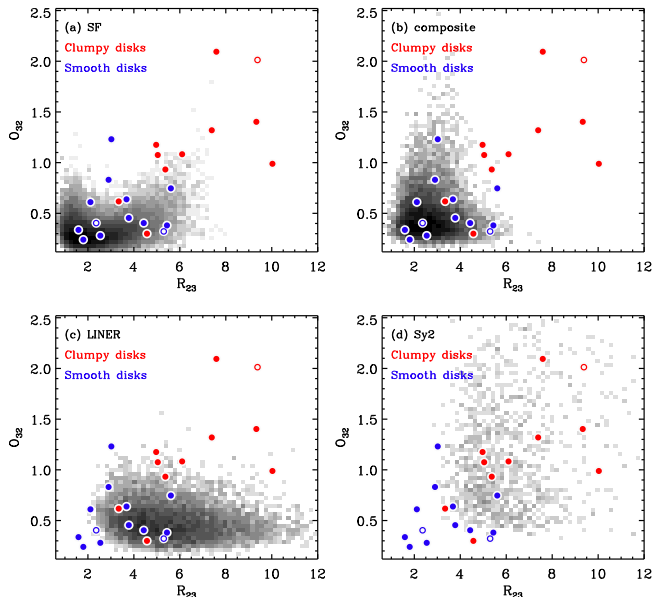 (a) SF
Clumpy disks
Smooth disks
2.5
2.0
1.5
1.0
0.5
O32
2 4 6 8 10 12
R23
(b) composite
Clumpy disks
Smooth disks
2.5
2.0
1.5
1.0
0.5
O32
2 4 6 8 10 12
R23
(c) LINER
Clumpy disks
Smooth disks
2.5
2.0
1.5
1.0
0.5
O32
2 4 6 8 10 12
R23
(d) Sy2
Clumpy disks
Smooth disks
2.5
2.0
1.5
1.0
0.5
O32
2 4 6 8 10 12
R23